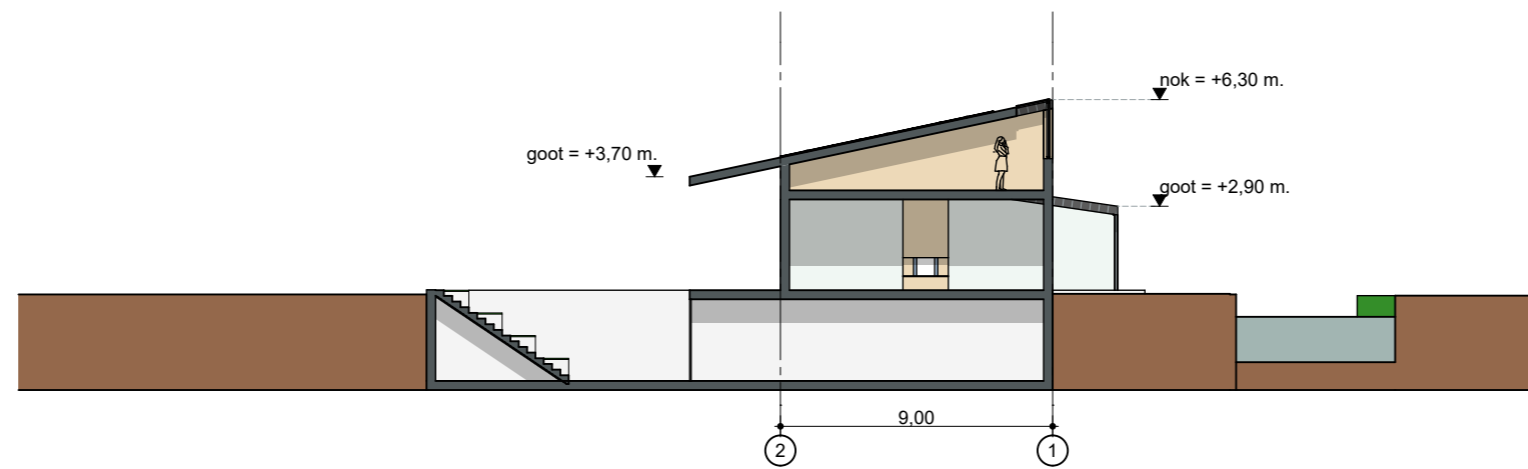 nok = +6,30 m.
goot = +3,70 m.
goot = +2,90 m.
9,00
2
1